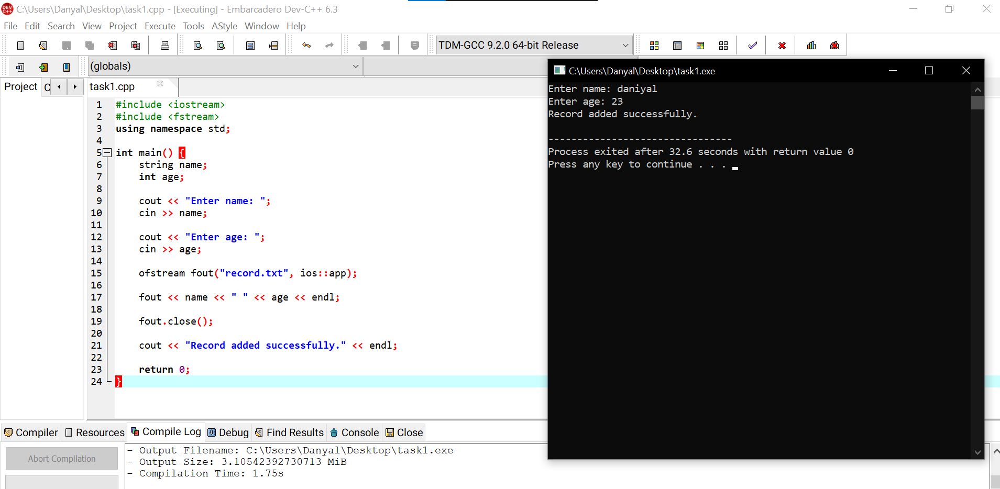 C:\Users\Danyal\Desktop\task1.cpp - [Executing] - Embarcadero Dev-C++ 6.3
File Edit Search View Project Execute Tools AStyle Window Help
TDM-GCC 9.2.0 64-bit Release
(globals)
Project C
task1.cpp
1 #include <iostream>
2 #include <fstream>
3 using namespace std;
4
5 int main() {
6 string name;
7 int age;
8
9 cout << "Enter name: ";
10 cin >> name;
11
12 cout << "Enter age: ";
13 cin >> age;
14
15 ofstream fout("record.txt", ios::app);
16
17 fout << name << " " << age << endl;
18
19 fout.close();
20
21 cout << "Record added successfully." << endl;
22
23 return 0;
24 }
C:\Users\Danyal\Desktop\task1.exe
Enter name: daniyal
Enter age: 23
Record added successfully.
--------------------------------
Process exited after 32.6 seconds with return value 0
Press any key to continue . . .
Compiler Resources Compile Log Debug Find Results Console Close
Abort Compilation
- Output Filename: C:\Users\Danyal\Desktop\task1.exe
- Output Size: 3.10542392730713 MiB
- Compilation Time: 1.75s